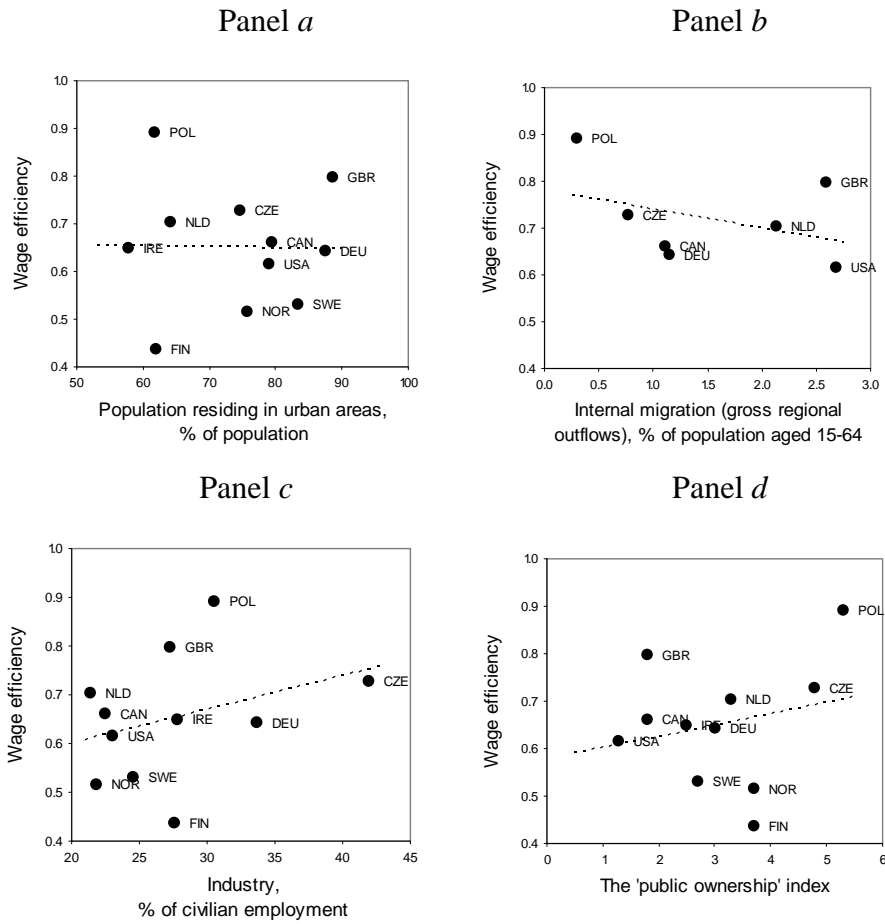 Panel a
Panel b
1.0
0.9
0.8
0.7
0.6
0.5
0.4
Wage efficiency
POL
GBR
CZE
NLD
CAN
IRE
DEU
USA
SWE
NOR
FIN
50 60 70 80 90 100
Population residing in urban areas,
% of population
1.0
0.9
0.8
0.7
0.6
0.5
0.4
Wage efficiency
POL
GBR
CZE
NLD
CAN
DEU
USA
0.0 0.5 1.0 1.5 2.0 2.5 3.0
Internal migration (gross regional
outflows), % of population aged 15-64
Panel c
Panel d
1.0
0.9
0.8
0.7
0.6
0.5
0.4
Wage efficiency
POL
GBR
CZE
NLD
CAN
IRE
DEU
USA
SWE
NOR
FIN
20 25 30 35 40 45
Industry,
% of civilian employment
1.0
0.9
0.8
0.7
0.6
0.5
0.4
Wage efficiency
POL
GBR
CZE
NLD
CAN
IRE
DEU
USA
SWE
NOR
FIN
0 1 2 3 4 5 6
The 'public ownership' index